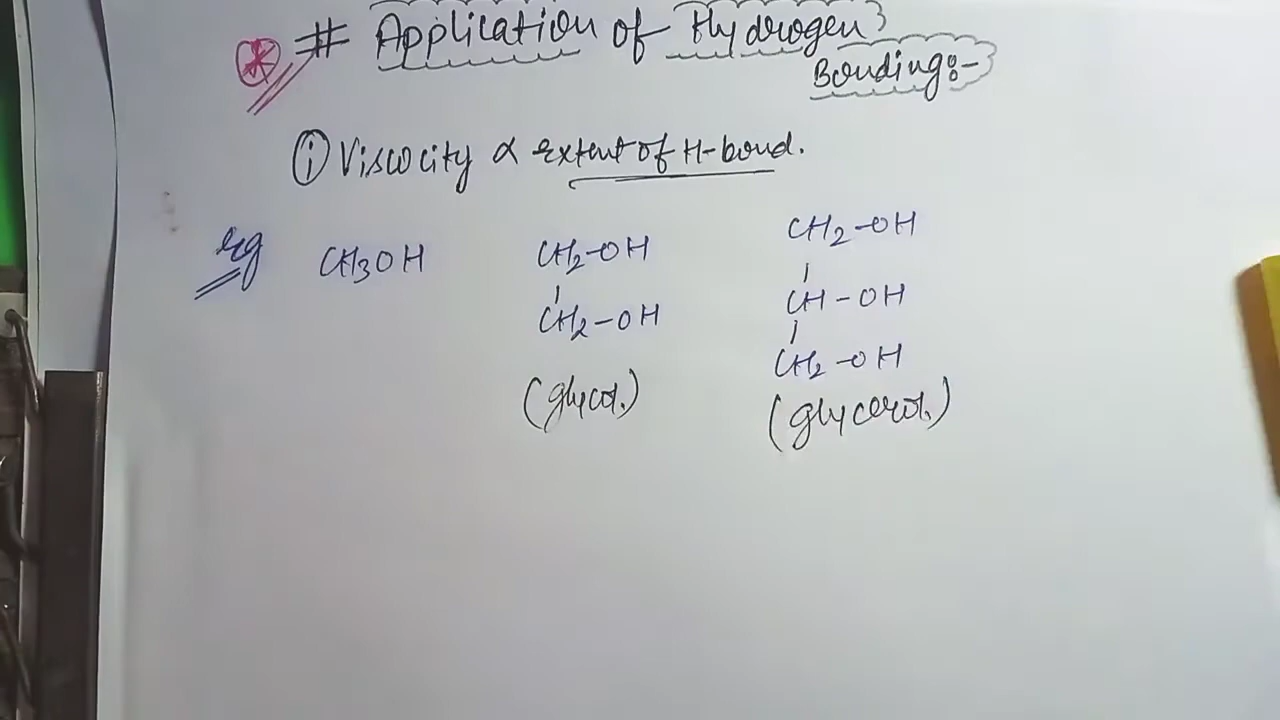 # Application of Hydrogen
Bonding:-
(i) Viscocity ∝ extent of H-bond.
eg CH3OH
CH2-OH
CH2-OH
(glycol.)
CH2-OH
CH-OH
CH2-OH
(glycerol.)